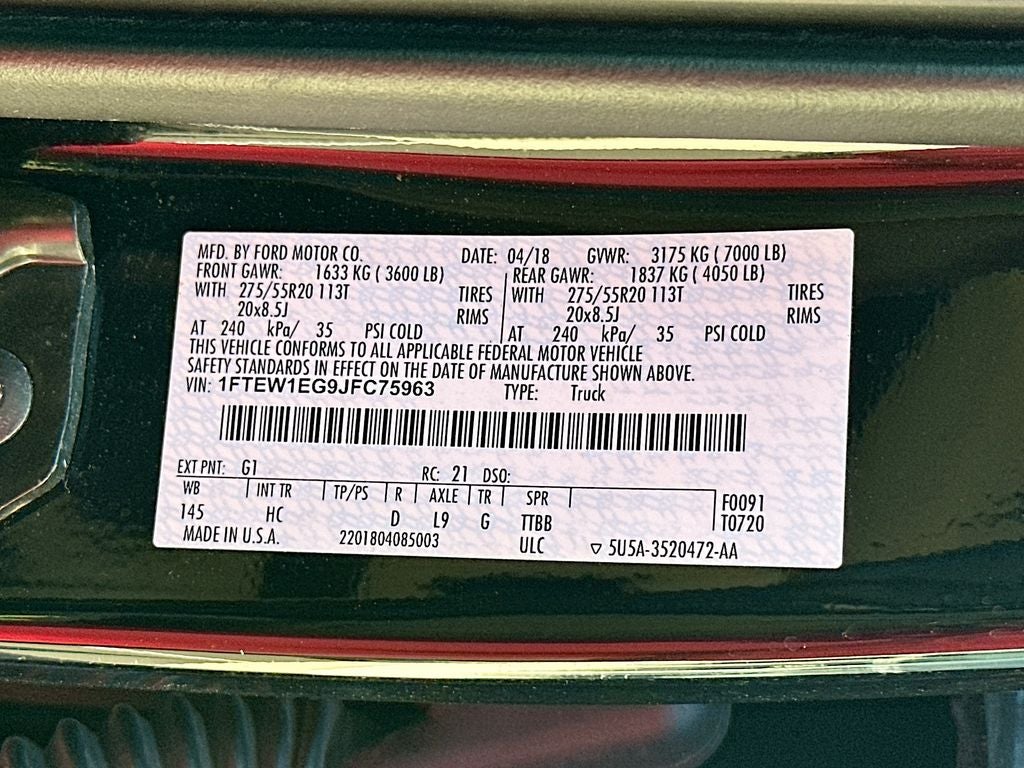 MFD. BY FORD MOTOR CO. DATE: 04/18 GVWR: 3175 KG ( 7000 LB)
FRONT GAWR: 1633 KG ( 3600 LB) REAR GAWR: 1837 KG ( 4050 LB)
WITH 275/55R20 113T TIRES WITH 275/55R20 113T TIRES
20x8.5J RIMS 20x8.5J RIMS
AT 240 kPa/ 35 PSI COLD AT 240 kPa/ 35 PSI COLD
THIS VEHICLE CONFORMS TO ALL APPLICABLE FEDERAL MOTOR VEHICLE
SAFETY STANDARDS IN EFFECT ON THE DATE OF MANUFACTURE SHOWN ABOVE.
VIN: 1FTEW1EG9JFC75963 TYPE: Truck
EXT PNT: G1 RC: 21 DSO:
WB INT TR TP/PS R AXLE TR SPR F0091
145 HC D L9 G TTBB T0720
MADE IN U.S.A. 2201804085003 ULC ▽ 5U5A-3520472-AA